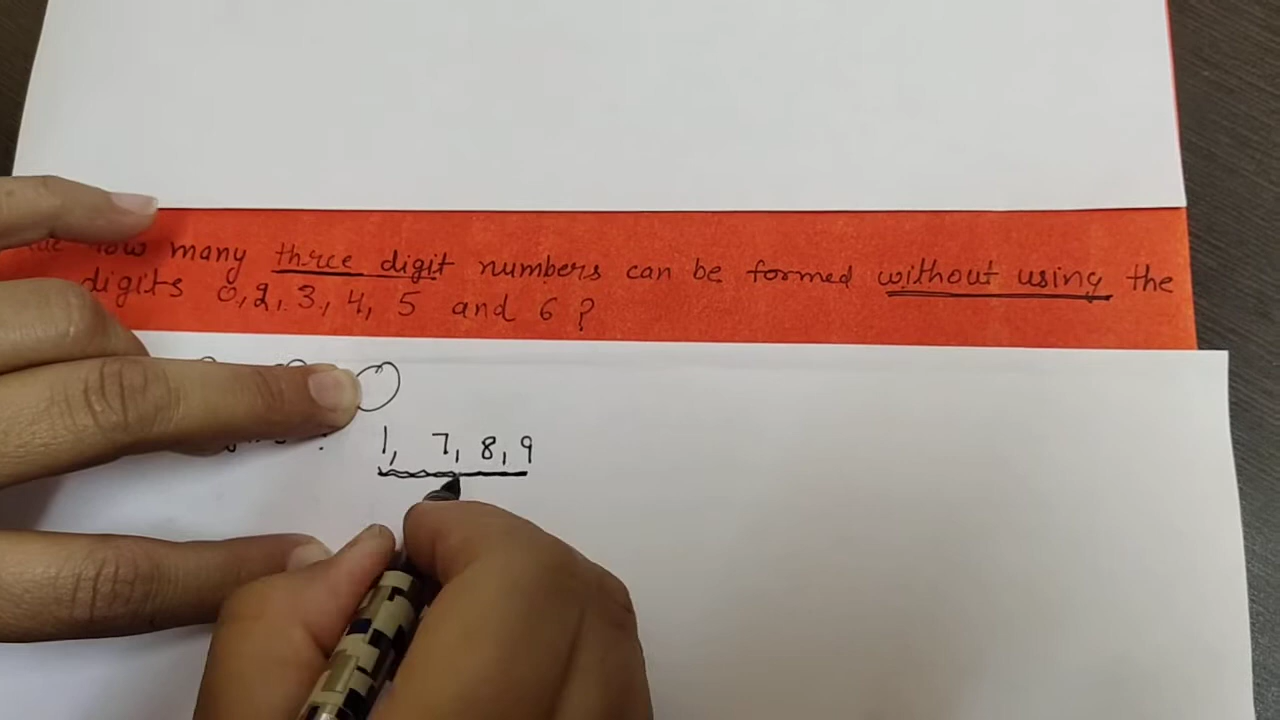 how many three digit numbers can be formed without using the
digits 0, 2, 3, 4, 5 and 6 ?
1, 7, 8, 9